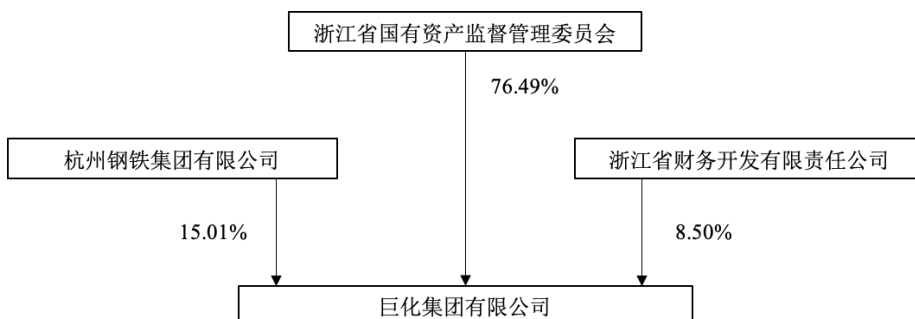 浙江省国有资产监督管理委员会
76.49%
杭州钢铁集团有限公司
浙江省财务开发有限责任公司
15.01%
8.50%
巨化集团有限公司